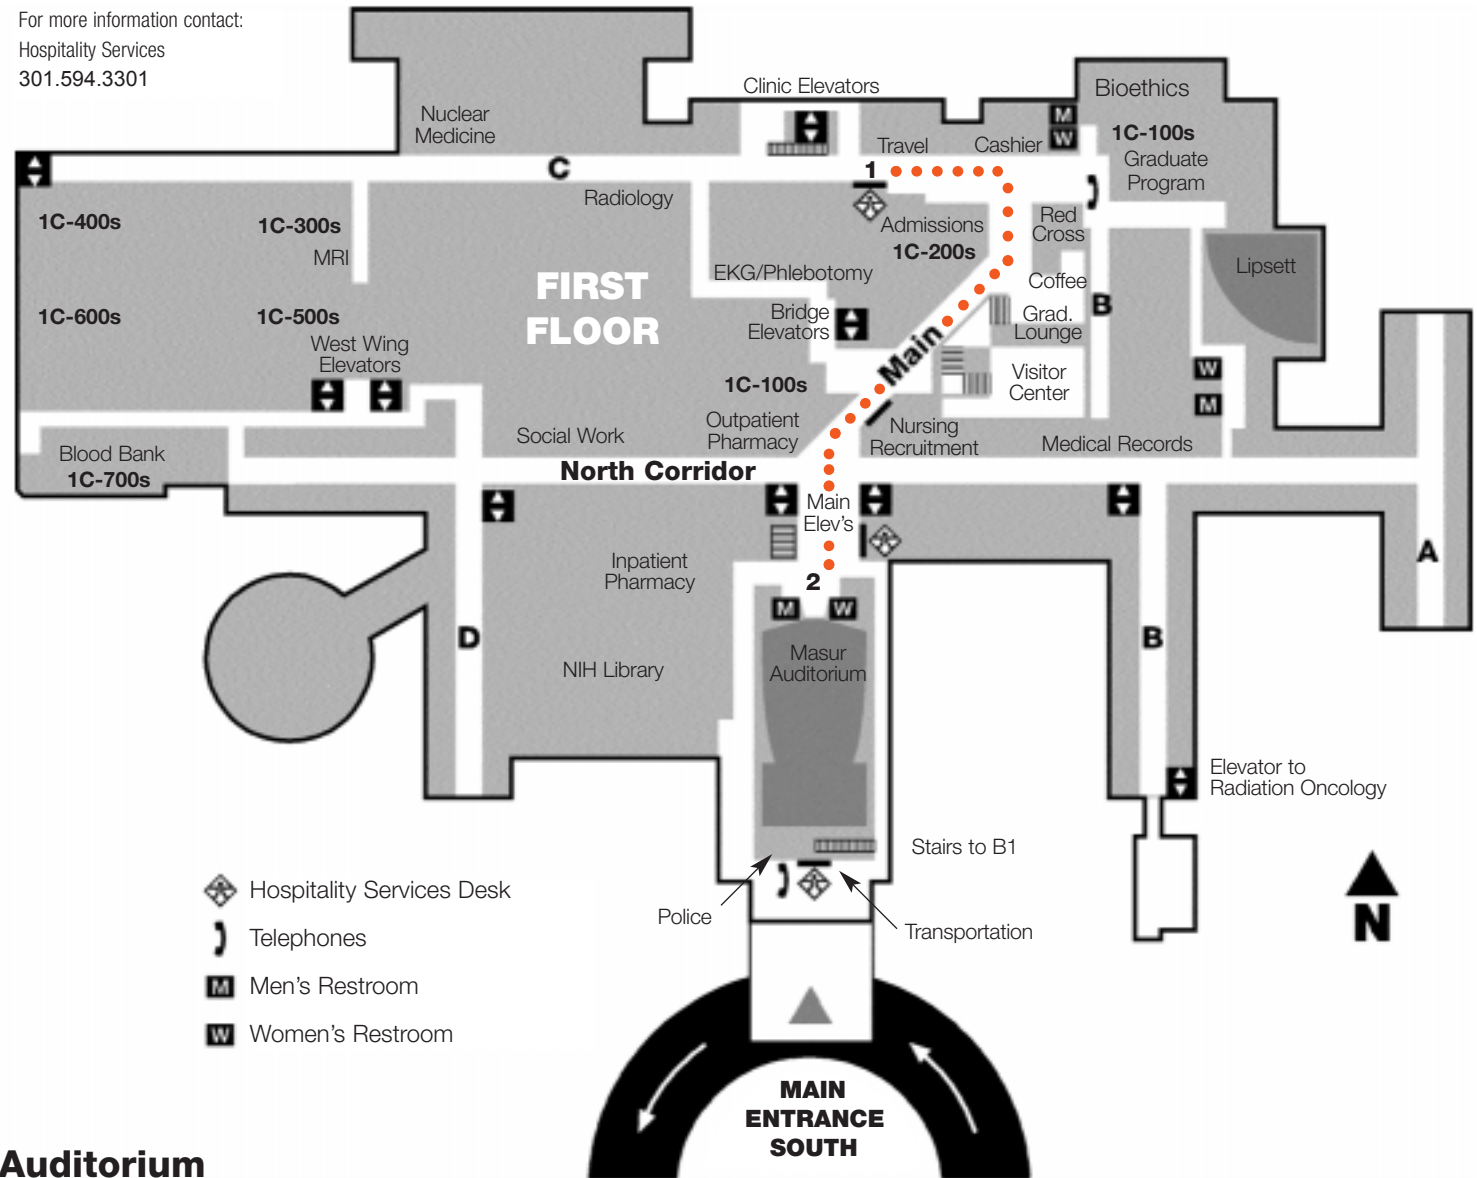 For more information contact:
Hospitality Services
301.594.3301
Clinic Elevators
Bioethics
Nuclear
Medicine
M
W
1C-100s
Travel
Cashier
Graduate
Program
C
1
Radiology
1C-400s
1C-300s
MRI
Admissions
1C-200s
Red
Cross
Lipsett
EKG/Phlebotomy
FIRST
FLOOR
Coffee
B
1C-600s
1C-500s
Bridge
Elevators
Grad.
Lounge
Main
West Wing
Elevators
Visitor
Center
W
M
1C-100s
Outpatient
Pharmacy
Nursing
Recruitment
Social Work
Medical Records
Blood Bank
1C-700s
North Corridor
Main
Elev's
A
Inpatient
Pharmacy
2
M
W
D
B
Masur
Auditorium
NIH Library
Elevator to
Radiation Oncology
Stairs to B1
Hospitality Services Desk
Police
Transportation
N
Telephones
M Men's Restroom
W Women's Restroom
MAIN
ENTRANCE
SOUTH
Auditorium